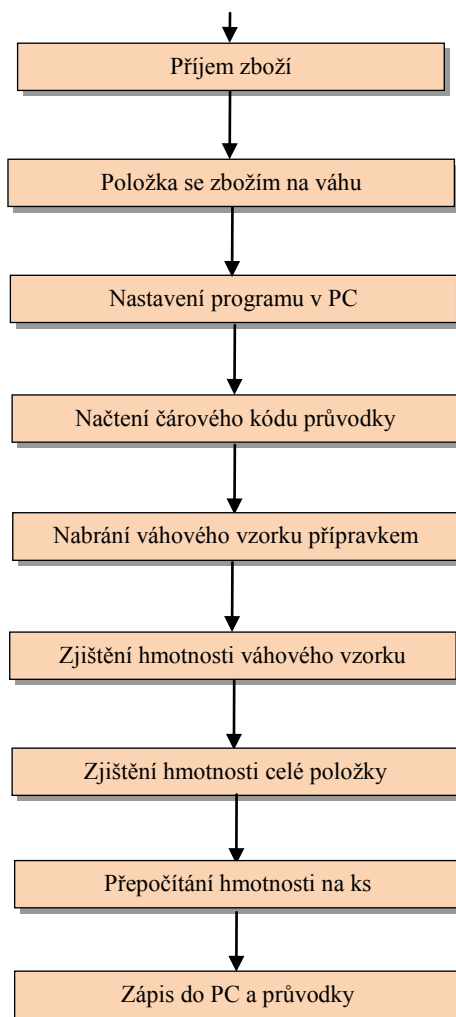 Příjem zboží
Položka se zbožím na váhu
Nastavení programu v PC
Načtení čárového kódu průvodky
Nabrání váhového vzorku přípravkem
Zjištění hmotnosti váhového vzorku
Zjištění hmotnosti celé položky
Přepočítání hmotnosti na ks
Zápis do PC a průvodky